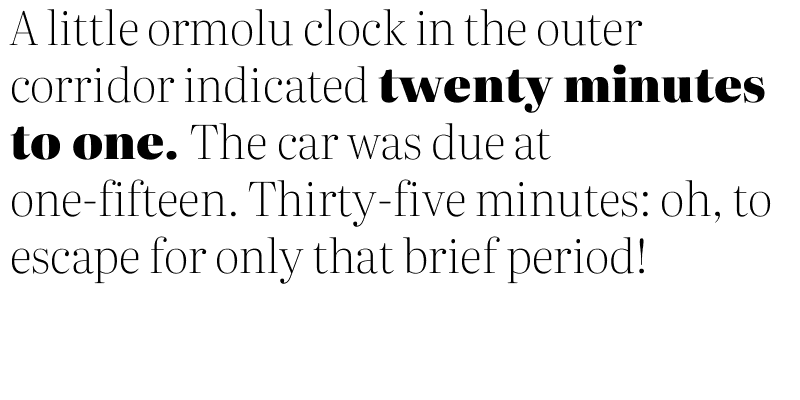 A little ormolu clock in the outer
corridor indicated twenty minutes
to one. The car was due at
one-fifteen. Thirty-five minutes: oh, to
escape for only that brief period!